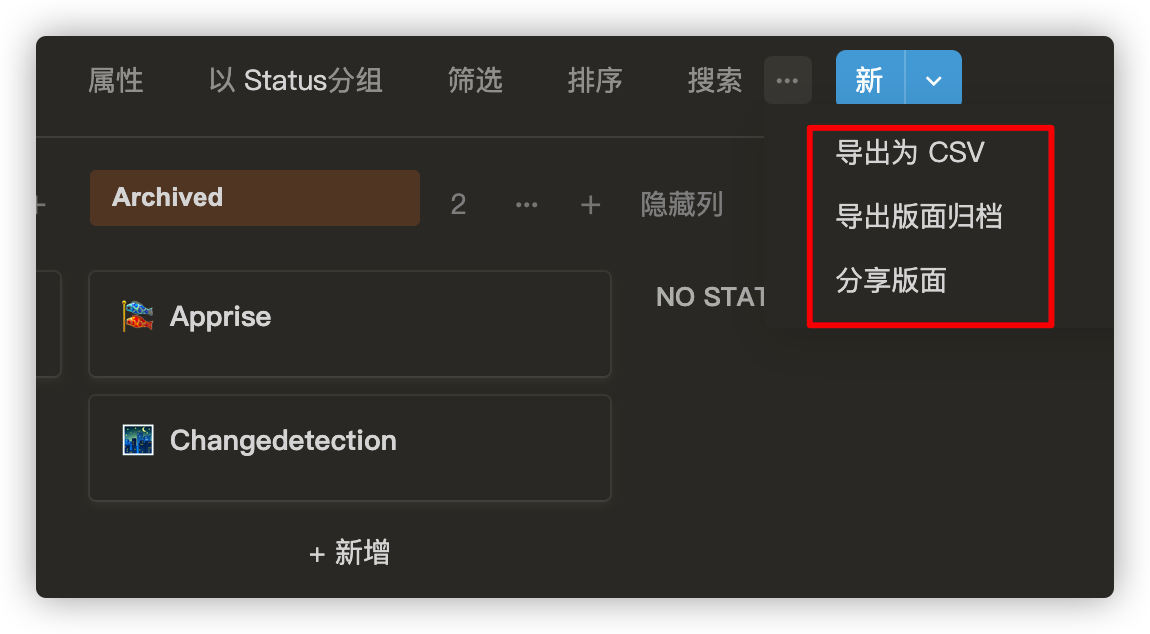 属性 以 Status分组 筛选 排序 搜索 ··· 新
导出为 CSV
导出版面归档
分享版面
+ Archived 2 ··· + 隐藏列
NO STAT
Apprise
Changedetection
+ 新增